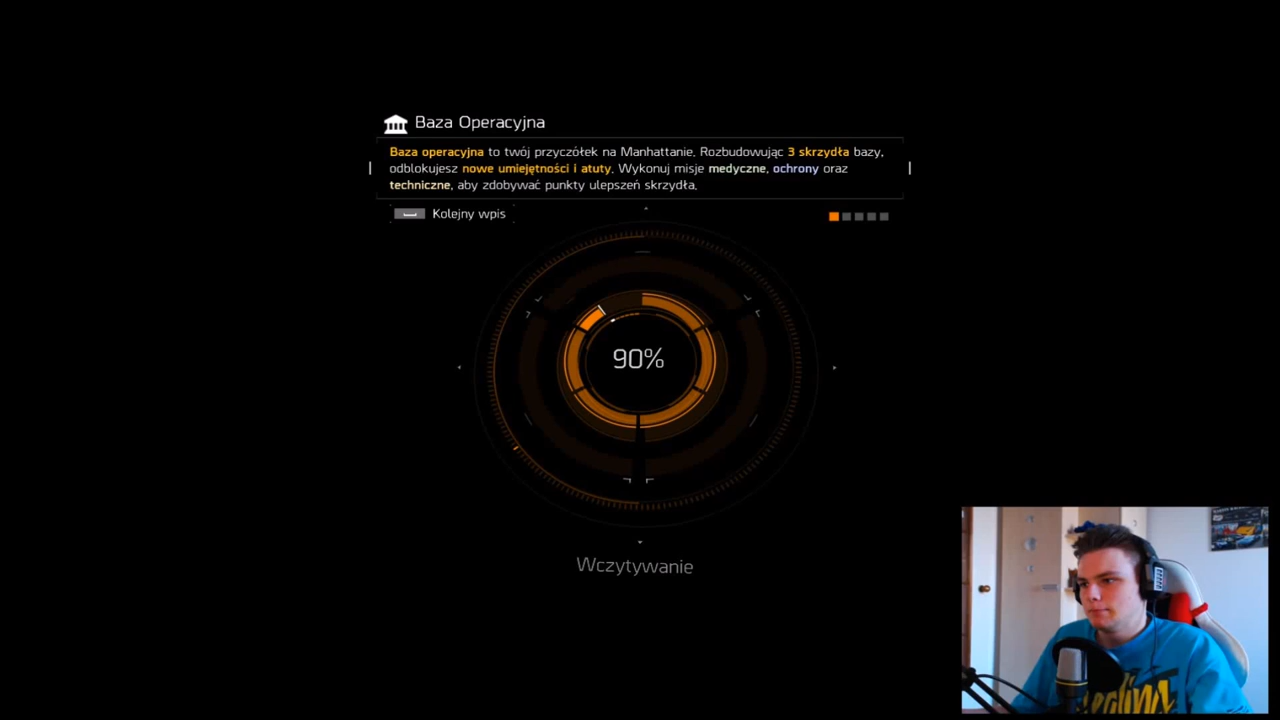 Baza Operacyjna
Baza operacyjna to twój przyczółek na Manhattanie. Rozbudowując 3 skrzydła bazy,
odblokujesz nowe umiejętności i atuty. Wykonuj misje medyczne, ochrony oraz
techniczne, aby zdobywać punkty ulepszeń skrzydła.
Kolejny wpis
90%
Wczytywanie